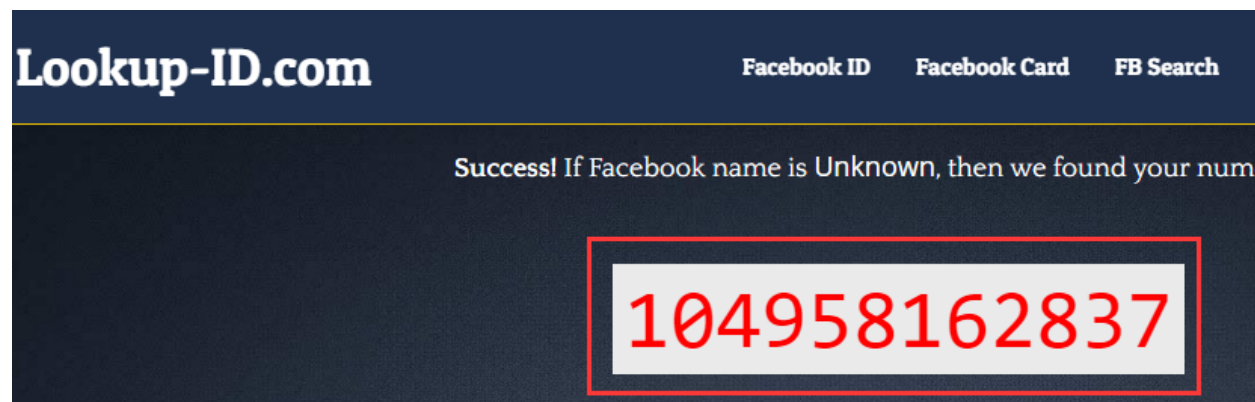 Lookup-ID.com
Facebook ID Facebook Card FB Search
Success! If Facebook name is Unknown, then we found your num
104958162837